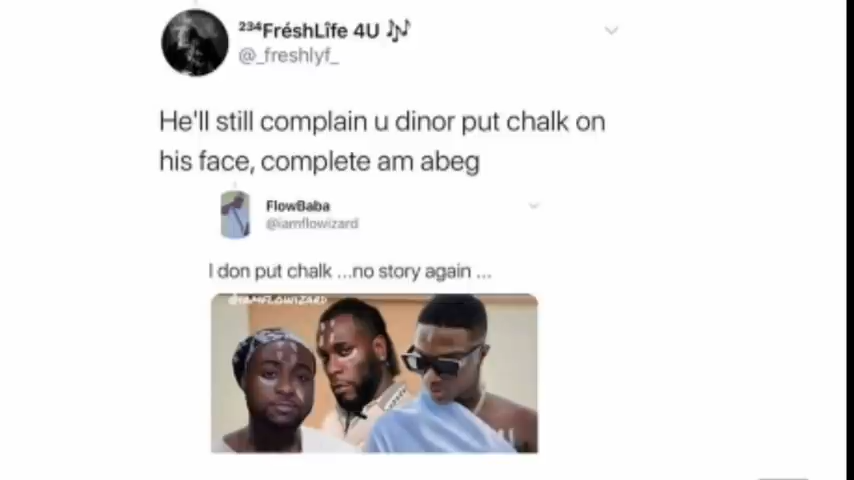 ²³⁴FréshLîfe 4U 🎶
@_freshlyf_
He'll still complain u dinor put chalk on
his face, complete am abeg
FlowBaba
@iamflowizard
I don put chalk ...no story again ...
@IAMFLOWIZARD